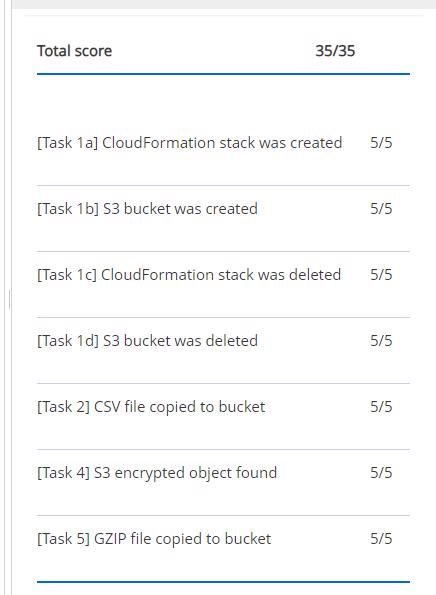 Total score 35/35
[Task 1a] CloudFormation stack was created 5/5
[Task 1b] S3 bucket was created 5/5
[Task 1c] CloudFormation stack was deleted 5/5
[Task 1d] S3 bucket was deleted 5/5
[Task 2] CSV file copied to bucket 5/5
[Task 4] S3 encrypted object found 5/5
[Task 5] GZIP file copied to bucket 5/5